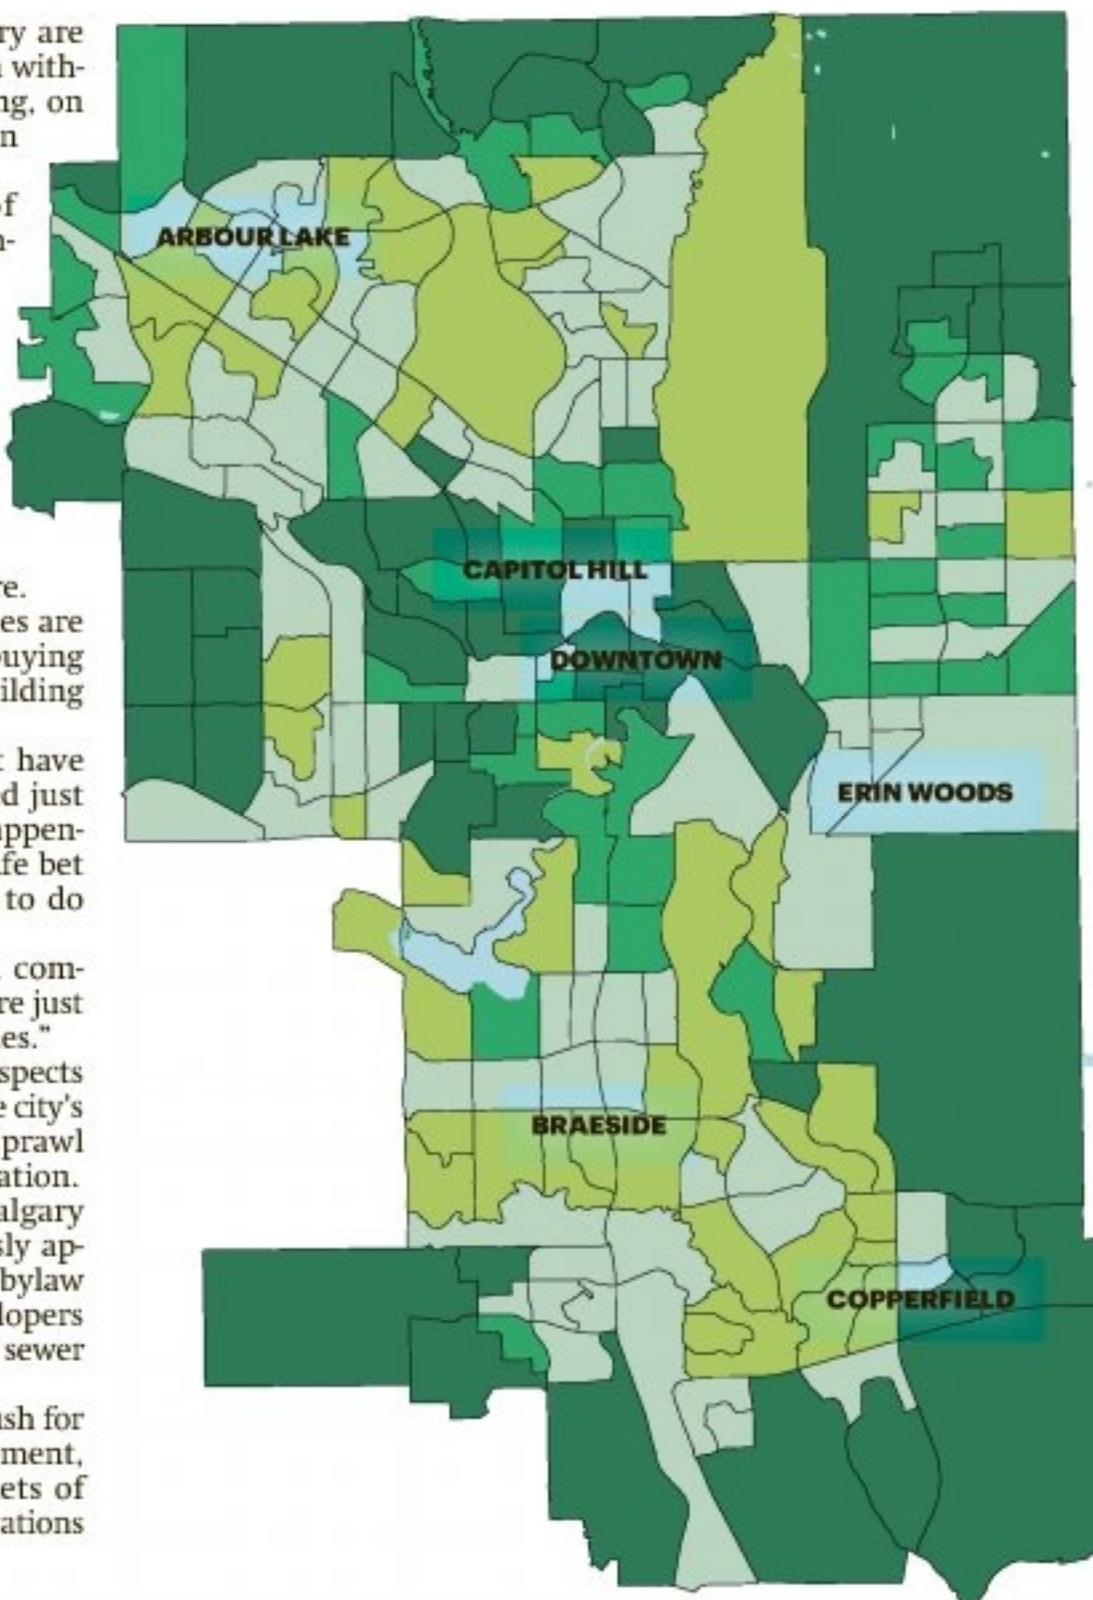 ry are
with-
ng, on
n
of
n-
re.
es are
buying
ilding
t have
d just
appen-
fe bet
to do
com-
re just
es."
spects
e city's
prawl
ation.
algary
sly ap-
bylaw
lopers
sewer
ush for
ment,
ets of
ations
ARBOUR LAKE
CAPITOL HILL
DOWNTOWN
ERIN WOODS
BRAESIDE
COPPERFIELD